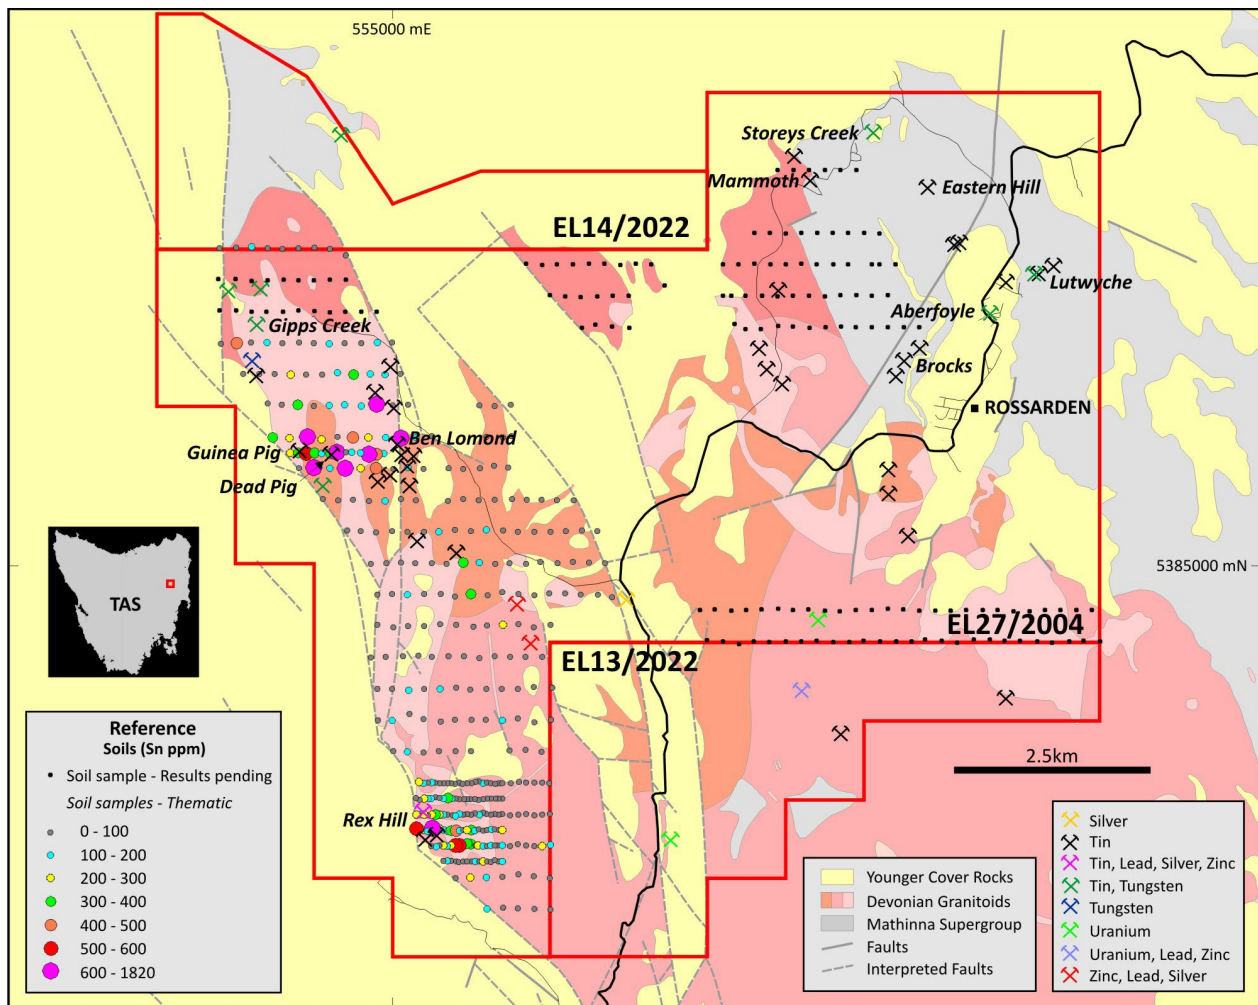 555000 mE
Storeys Creek
Mammoth
Eastern Hill
EL14/2022
Lutwyche
Gipps Creek
Aberfoyle
Brocks
ROSSARDEN
Ben Lomond
Guinea Pig
Dead Pig
5385000 mN
TAS
EL27/2004
EL13/2022
2.5km
Rex Hill
Reference
Soils (Sn ppm)
Soil sample - Results pending
Soil samples - Thematic
0 - 100
100 - 200
200 - 300
300 - 400
400 - 500
500 - 600
600 - 1820
Younger Cover Rocks
Devonian Granitoids
Mathinna Supergroup
Faults
Interpreted Faults
Silver
Tin
Tin, Lead, Silver, Zinc
Tin, Tungsten
Tungsten
Uranium
Uranium, Lead, Zinc
Zinc, Lead, Silver